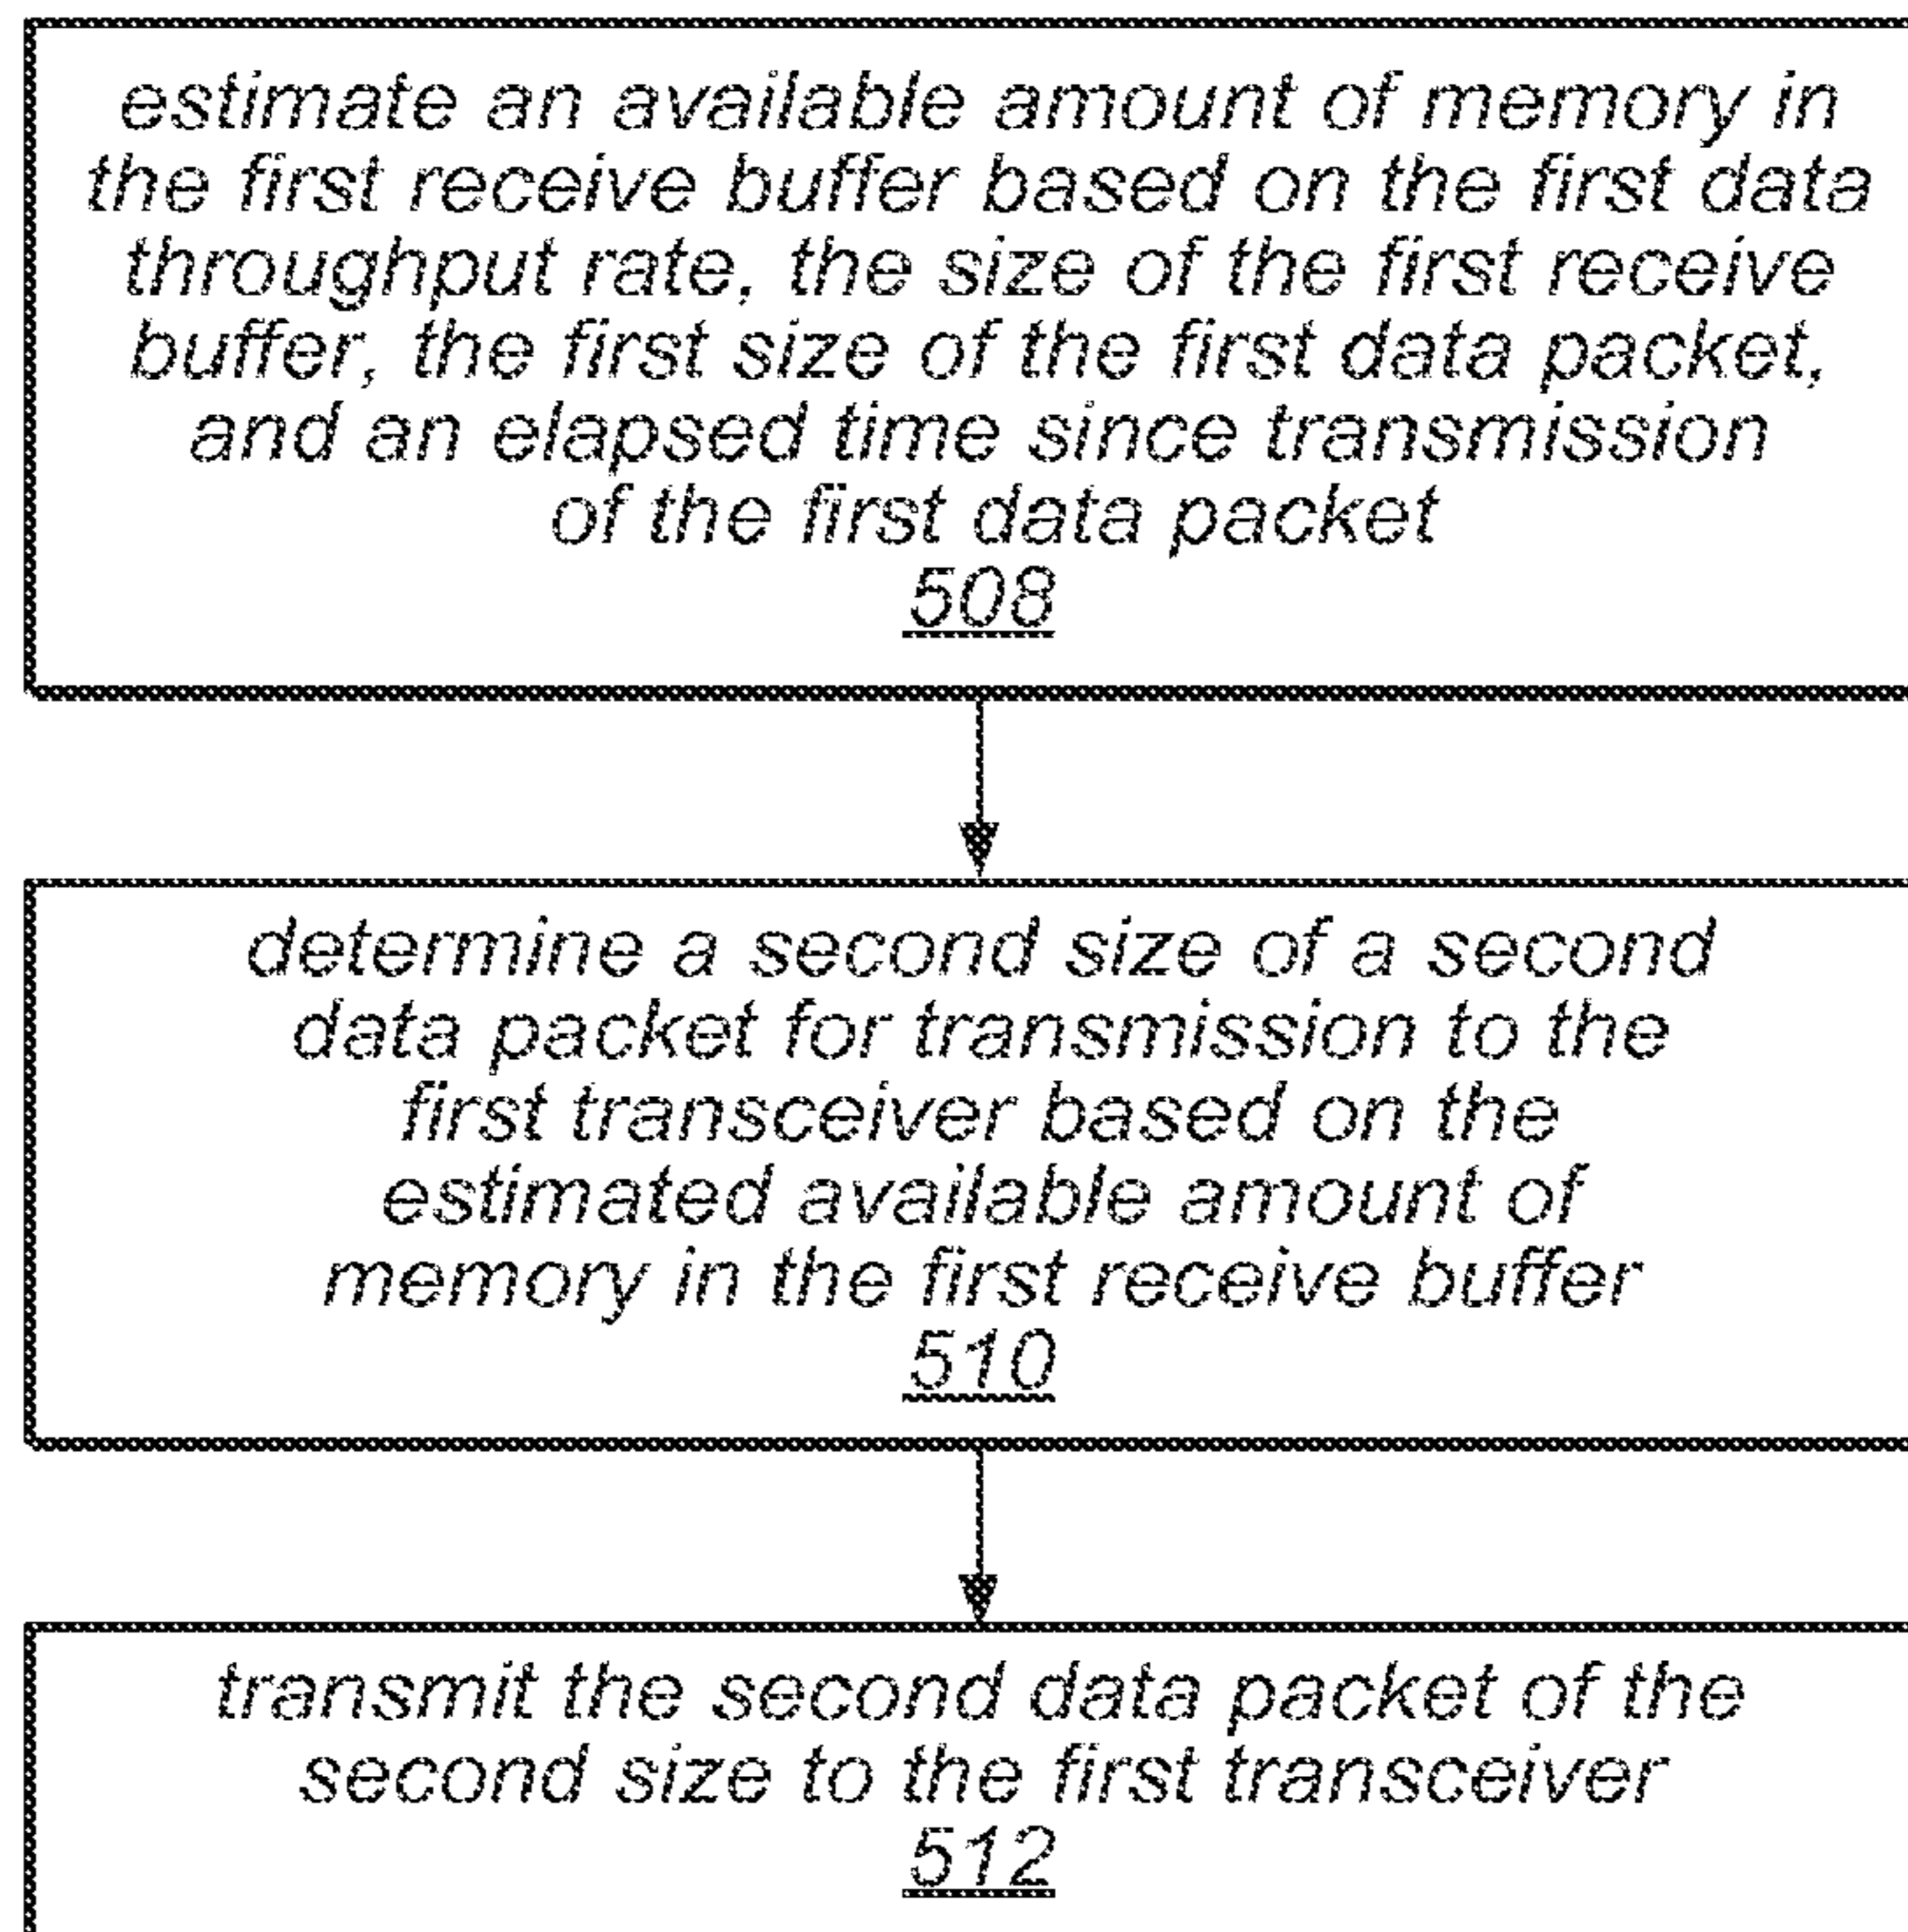 estimate an available amount of memory in
the first receive buffer based on the first data
throughput rate, the size of the first receive
buffer, the first size of the first data packet,
and an elapsed time since transmission
of the first data packet
508
determine a second size of a second
data packet for transmission to the
first transceiver based on the
estimated available amount of
memory in the first receive buffer
510
transmit the second data packet of the
second size to the first transceiver
512